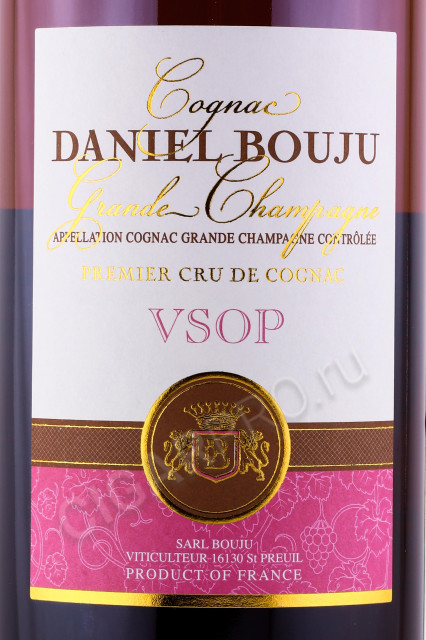 Cognac
DANIEL BOUJU
Grande Champagne
APPELLATION COGNAC GRANDE CHAMPAGNE CONTRÔLÉE
PREMIER CRU DE COGNAC
VSOP
SARL BOUJU
VITICULTEUR 16130 St PREUIL
PRODUCT OF FRANCE